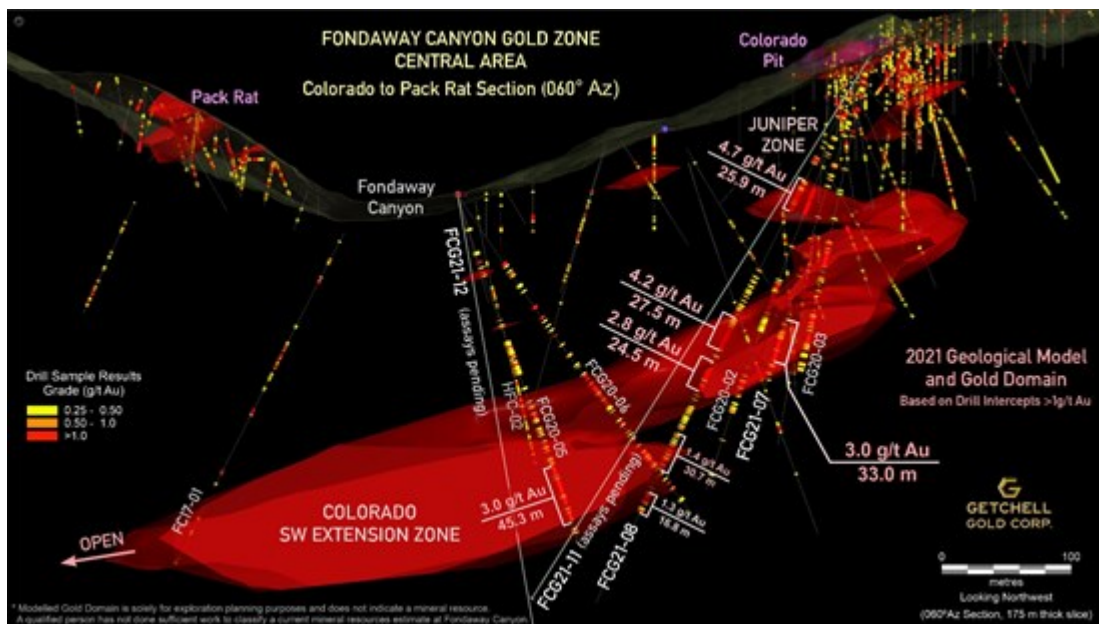 FONDAWAY CANYON GOLD ZONE
CENTRAL AREA
Colorado to Pack Rat Section (060° Az)
Colorado
Pit
Pack Rat
JUNIPER
ZONE
4.7 g/t Au
25.9 m
Fondaway
Canyon
FCG21-12 (assays pending)
4.2 g/t Au
27.5 m
2.8 g/t Au
24.5 m
Drill Sample Results
Grade (g/t Au)
0.25 - 0.50
0.50 - 1.0
>1.0
HFC-02
FCG20-05
FCG20-06
FCG20-02
FCG21-07
FCG20-03
2021 Geological Model
and Gold Domain
Based on Drill Intercepts >1g/t Au
3.0 g/t Au
33.0 m
1.4 g/t Au
30.7 m
1.3 g/t Au
16.8 m
3.0 g/t Au
45.3 m
FC17-01
COLORADO
SW EXTENSION ZONE
OPEN
FCG21-11 (assays pending)
FCG21-08
GETCHELL
GOLD CORP.
0 100
metres
Looking Northwest
(060°Az Section, 175 m thick slice)
* Modelled Gold Domain is solely for exploration planning purposes and does not indicate a mineral resource.
A qualified person has not done sufficient work to classify a current mineral resources estimate at Fondaway Canyon.